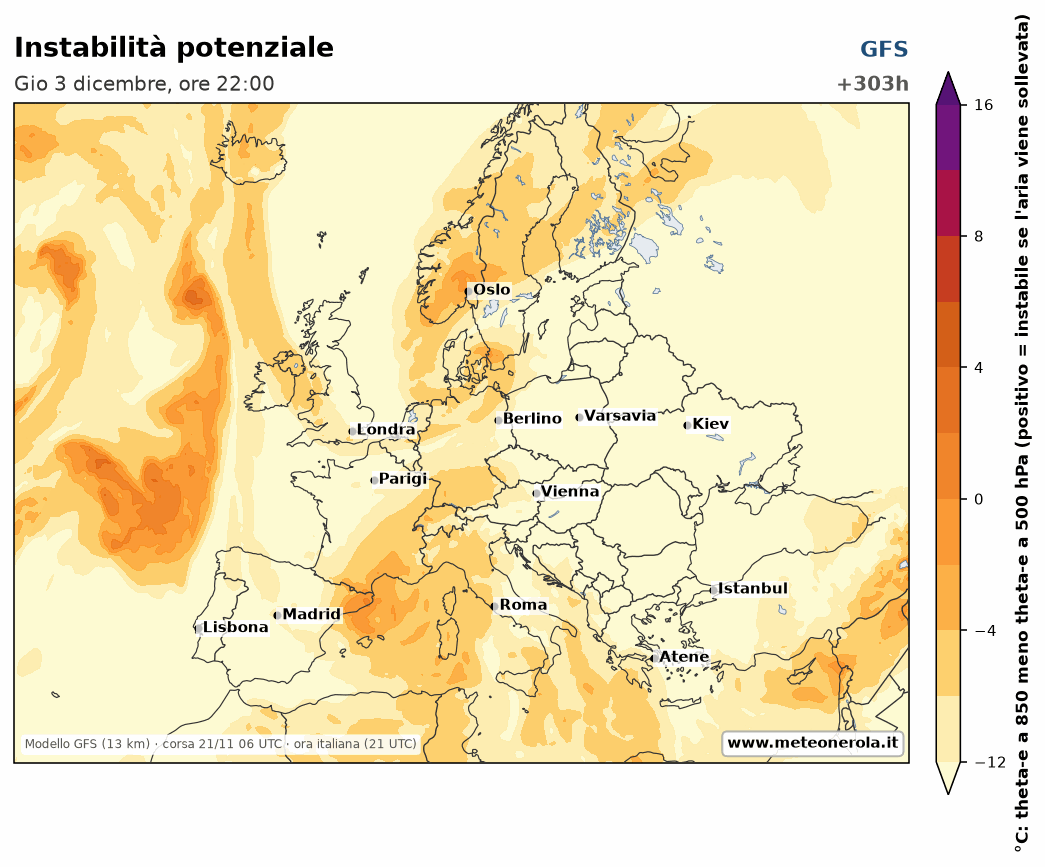 Instabilità potenziale
GFS
Gio 3 dicembre, ore 22:00
+303h
Oslo
Berlino
Varsavia
Kiev
Londra
Parigi
Vienna
Istanbul
Roma
Madrid
Lisbona
Atene
Modello GFS (13 km) · corsa 21/11 06 UTC · ora italiana (21 UTC)
www.meteonerola.it
16
8
4
0
−4
−12
°C: theta-e a 850 meno theta-e a 500 hPa (positivo = instabile se l'aria viene sollevata)